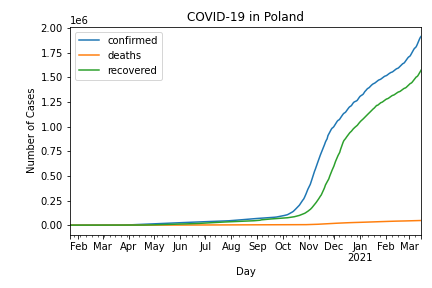 COVID-19 in Poland
1e6
2.00
1.75
1.50
1.25
1.00
0.75
0.50
0.25
0.00
Number of Cases
confirmed
deaths
recovered
Feb Mar Apr May Jun Jul Aug Sep Oct Nov Dec Jan Feb Mar
2021
Day